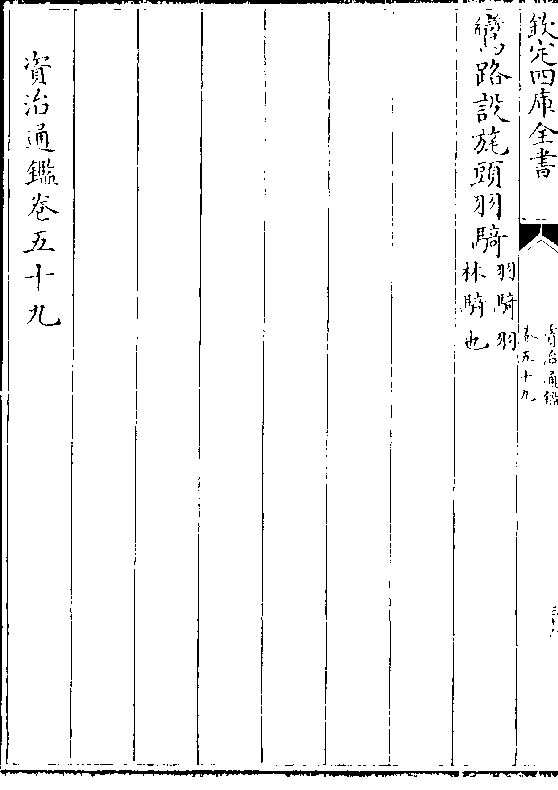 欽定四庫全書
資治通鑑
卷五十九
鸞路設旄頭羽騎
羽騎羽
林騎也
資治通鑑卷五十九